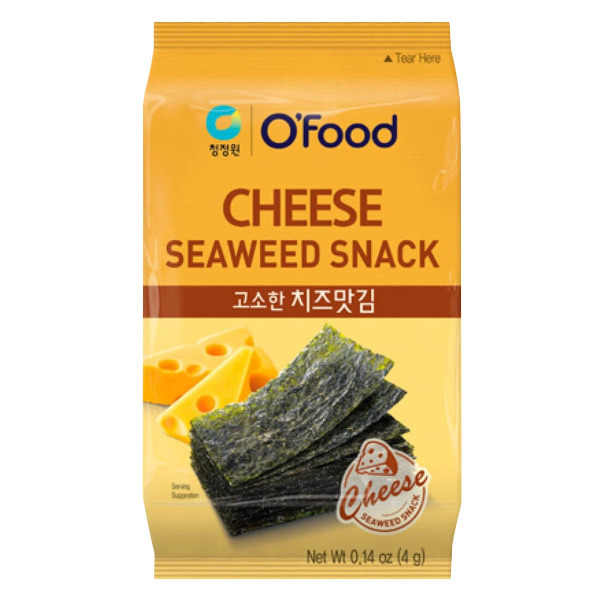 ▲ Tear Here
청정원
O'Food
CHEESE
SEAWEED SNACK
고소한 치즈맛김
Serving
Suggestion
Cheese
SEAWEED SNACK
Net Wt 0.14 oz (4 g)